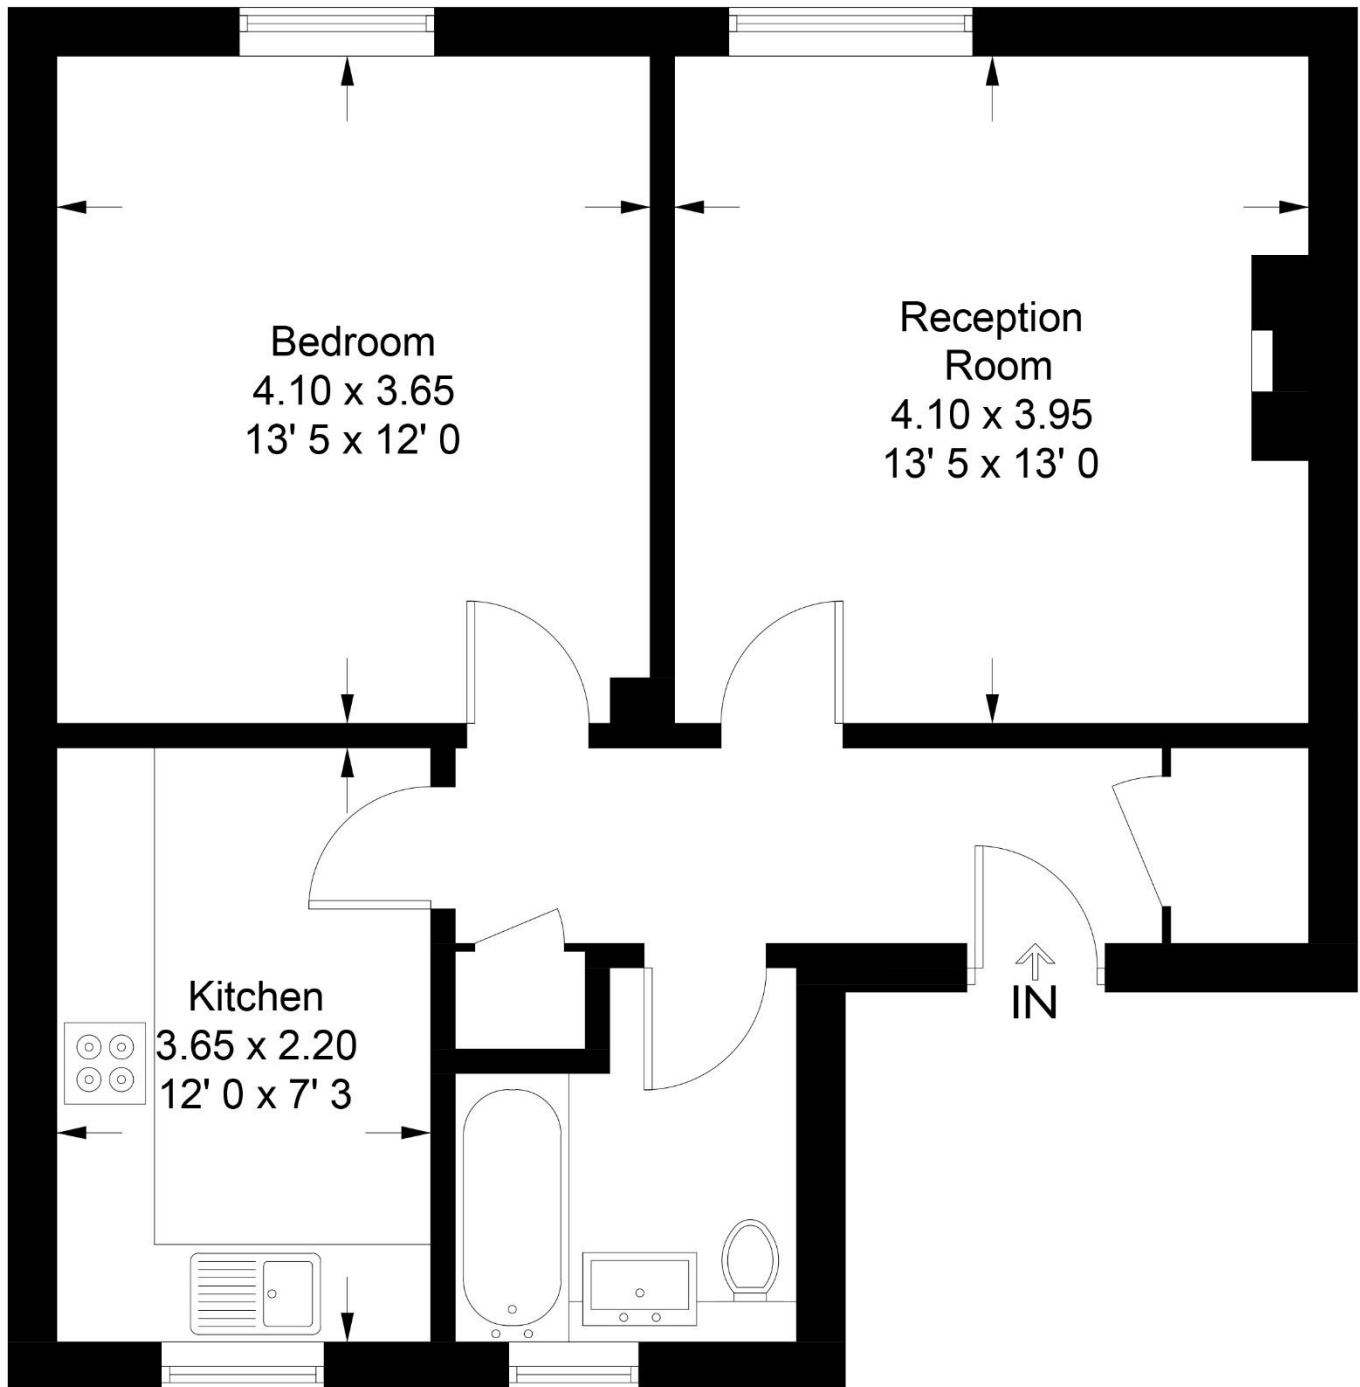 Bedroom
4.10 x 3.65
13' 5 x 12' 0
Reception
Room
4.10 x 3.95
13' 5 x 13' 0
Kitchen
3.65 x 2.20
12' 0 x 7' 3
IN